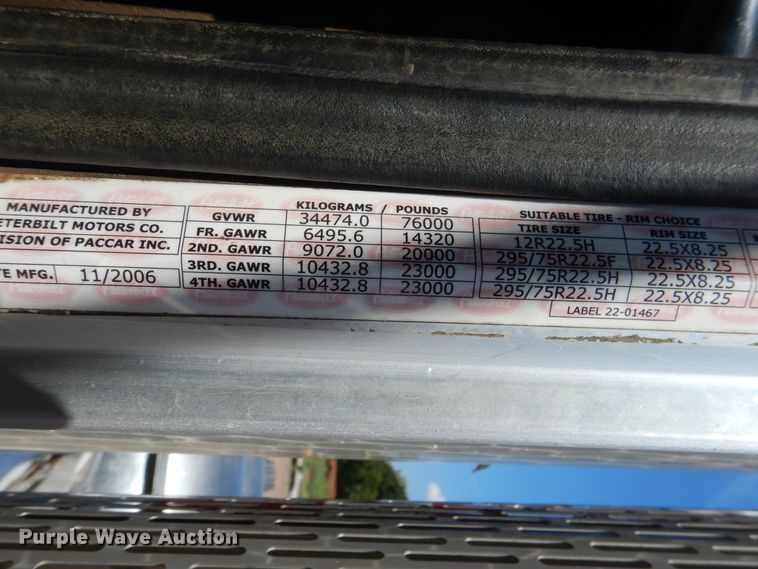 MANUFACTURED BY
ETERBILT MOTORS CO.
ISION OF PACCAR INC.
TE MFG. 11/2006
KILOGRAMS / POUNDS
GVWR 34474.0 76000
FR. GAWR 6495.6 14320
2ND. GAWR 9072.0 20000
3RD. GAWR 10432.8 23000
4TH. GAWR 10432.8 23000
SUITABLE TIRE - RIM CHOICE
TIRE SIZE RIM SIZE
12R22.5H 22.5X8.25
295/75R22.5F 22.5X8.25
295/75R22.5H 22.5X8.25
295/75R22.5H 22.5X8.25
LABEL 22-01467
Purple Wave Auction